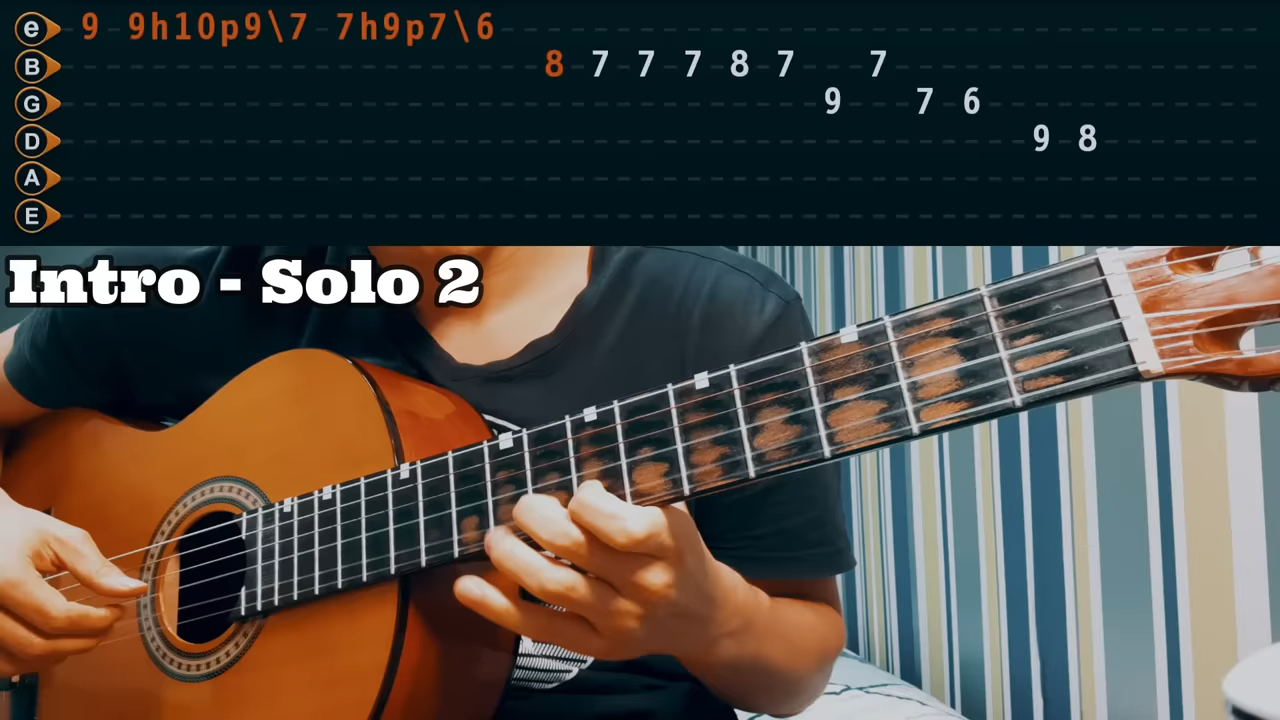 e 9 9h10p9\7 7h9p7\6
B 8 7 7 7 8 7 7
G 9 7 6
D 9 8
A
E
Intro - Solo 2